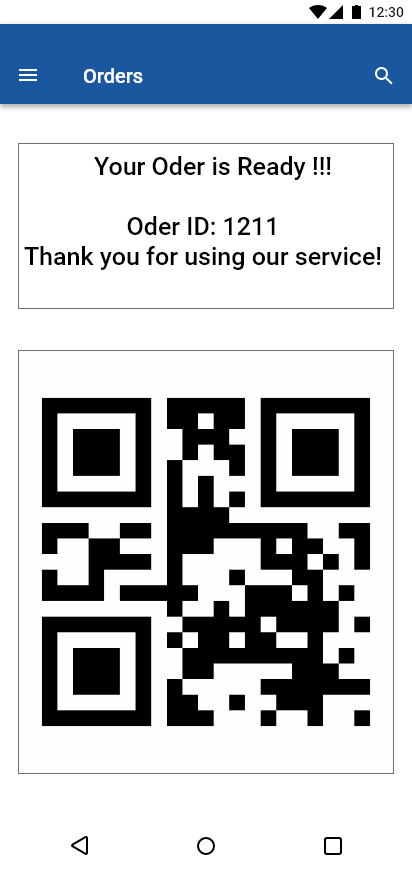 12:30
Orders
Your Oder is Ready !!!
Oder ID: 1211
Thank you for using our service!